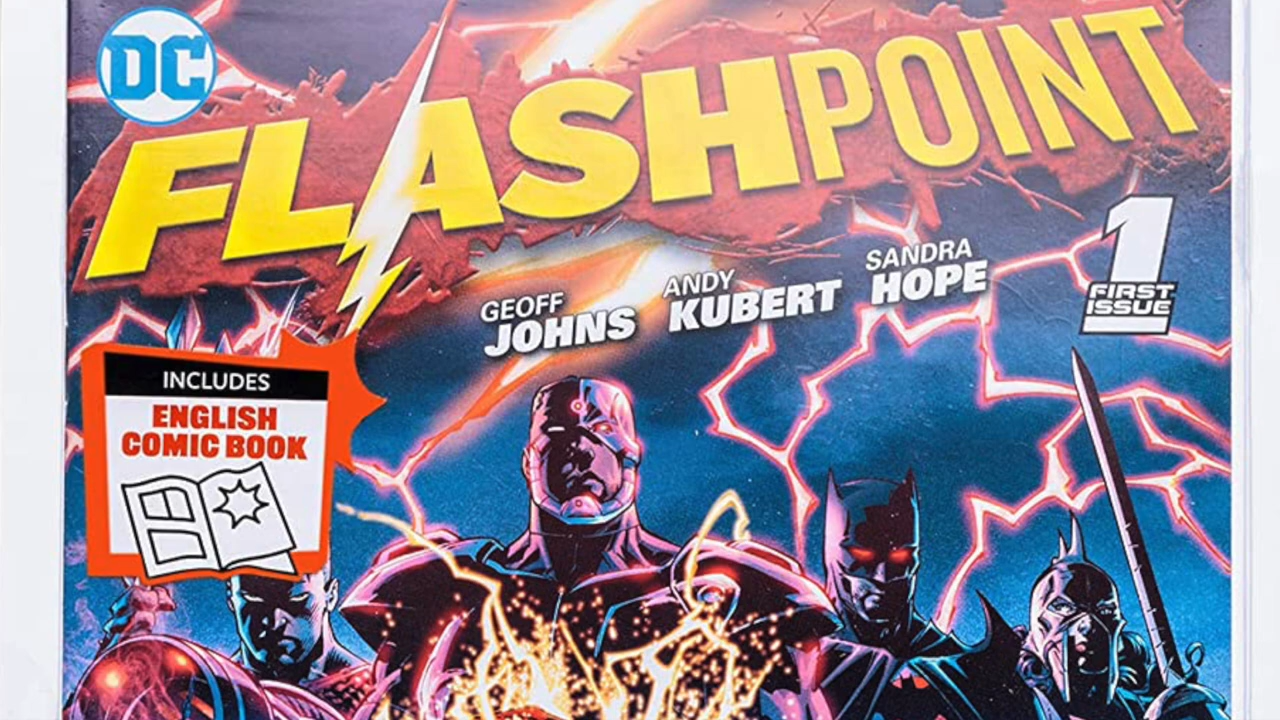 DC
FLASHPOINT
GEOFF
JOHNS
ANDY
KUBERT
SANDRA
HOPE
1
FIRST
ISSUE
INCLUDES
ENGLISH
COMIC BOOK